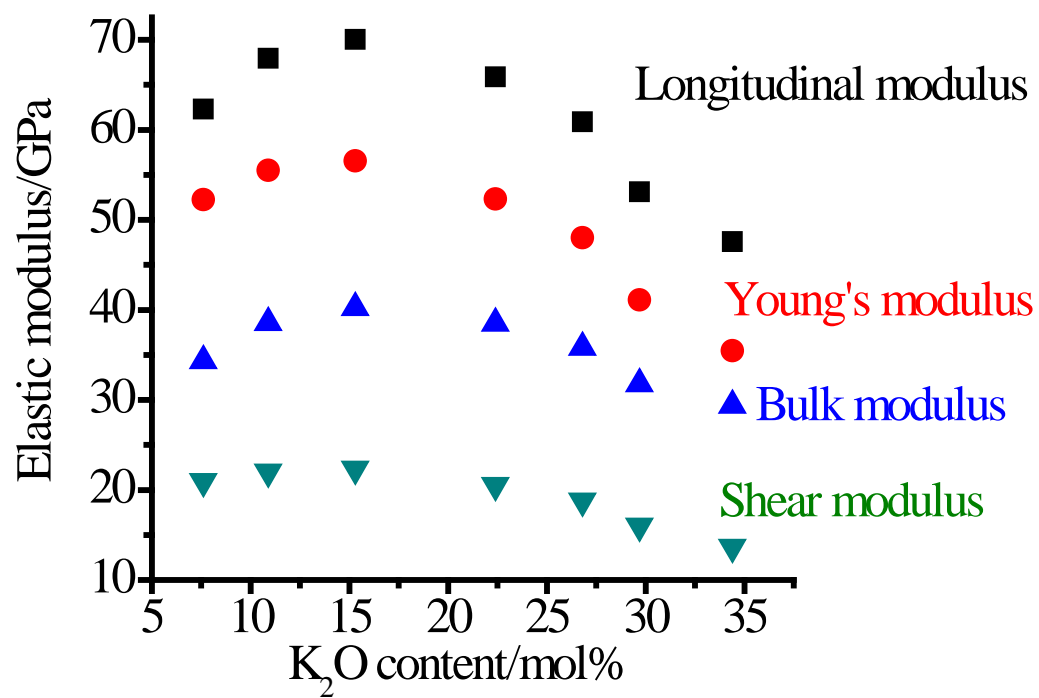 70
60
50
40
30
20
10
5 10 15 20 25 30 35
Elastic modulus/GPa
K₂O content/mol%
Longitudinal modulus
Young's modulus
Bulk modulus
Shear modulus